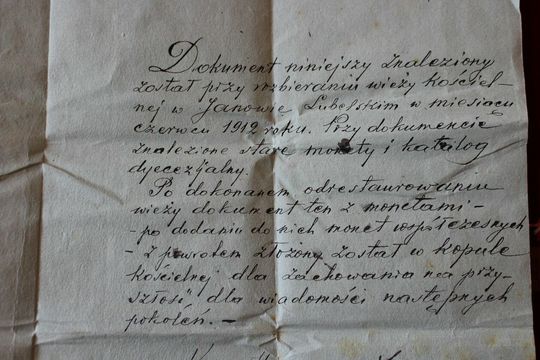 Dokument niniejszy znaleziony
został przy rozbieraniu wieży kościel-
nej w Janowie Lubelskim w miesiącu
czerwcu 1912 roku. Przy dokumencie
znalezione stare monety i katalog
dyecezyalny.
Po dokonanem odrestaurowaniu
wieży dokument ten z monetami -
- po dodaniu do nich monet współczesnych
- z powrotem złożony został w kopule
kościelnej dla zachowania na przy-
szłość dla wiadomości następnych
pokoleń. -